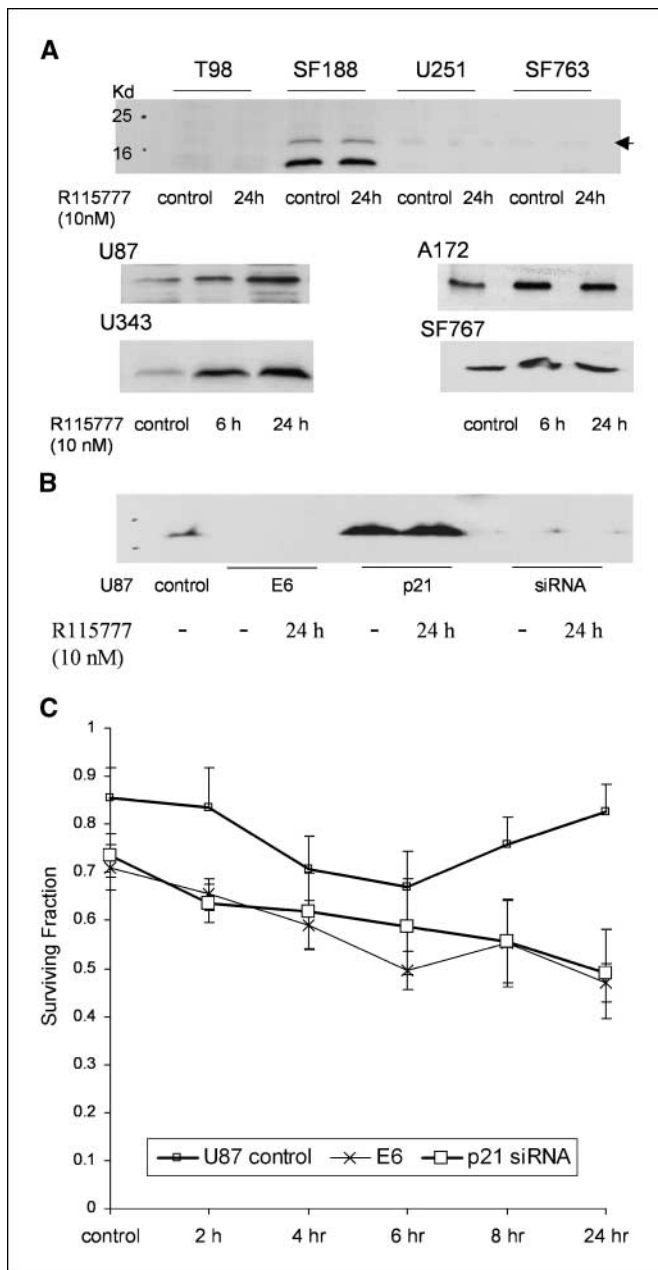 A
T98 SF188 U251 SF763
Kd
25
16
R115777 control 24h control 24h control 24h control 24h
(10nM)
U87
A172
U343
SF767
R115777 control 6 h 24 h control 6 h 24 h
(10 nM)
B
U87 control E6 p21 siRNA
R115777 - - 24 h - 24 h - 24 h
(10 nM)
C
1
0.9
0.8
0.7
0.6
0.5
0.4
0.3
0.2
0.1
0
Surviving Fraction
U87 control E6 p21 siRNA
control 2 h 4 hr 6 hr 8 hr 24 hr